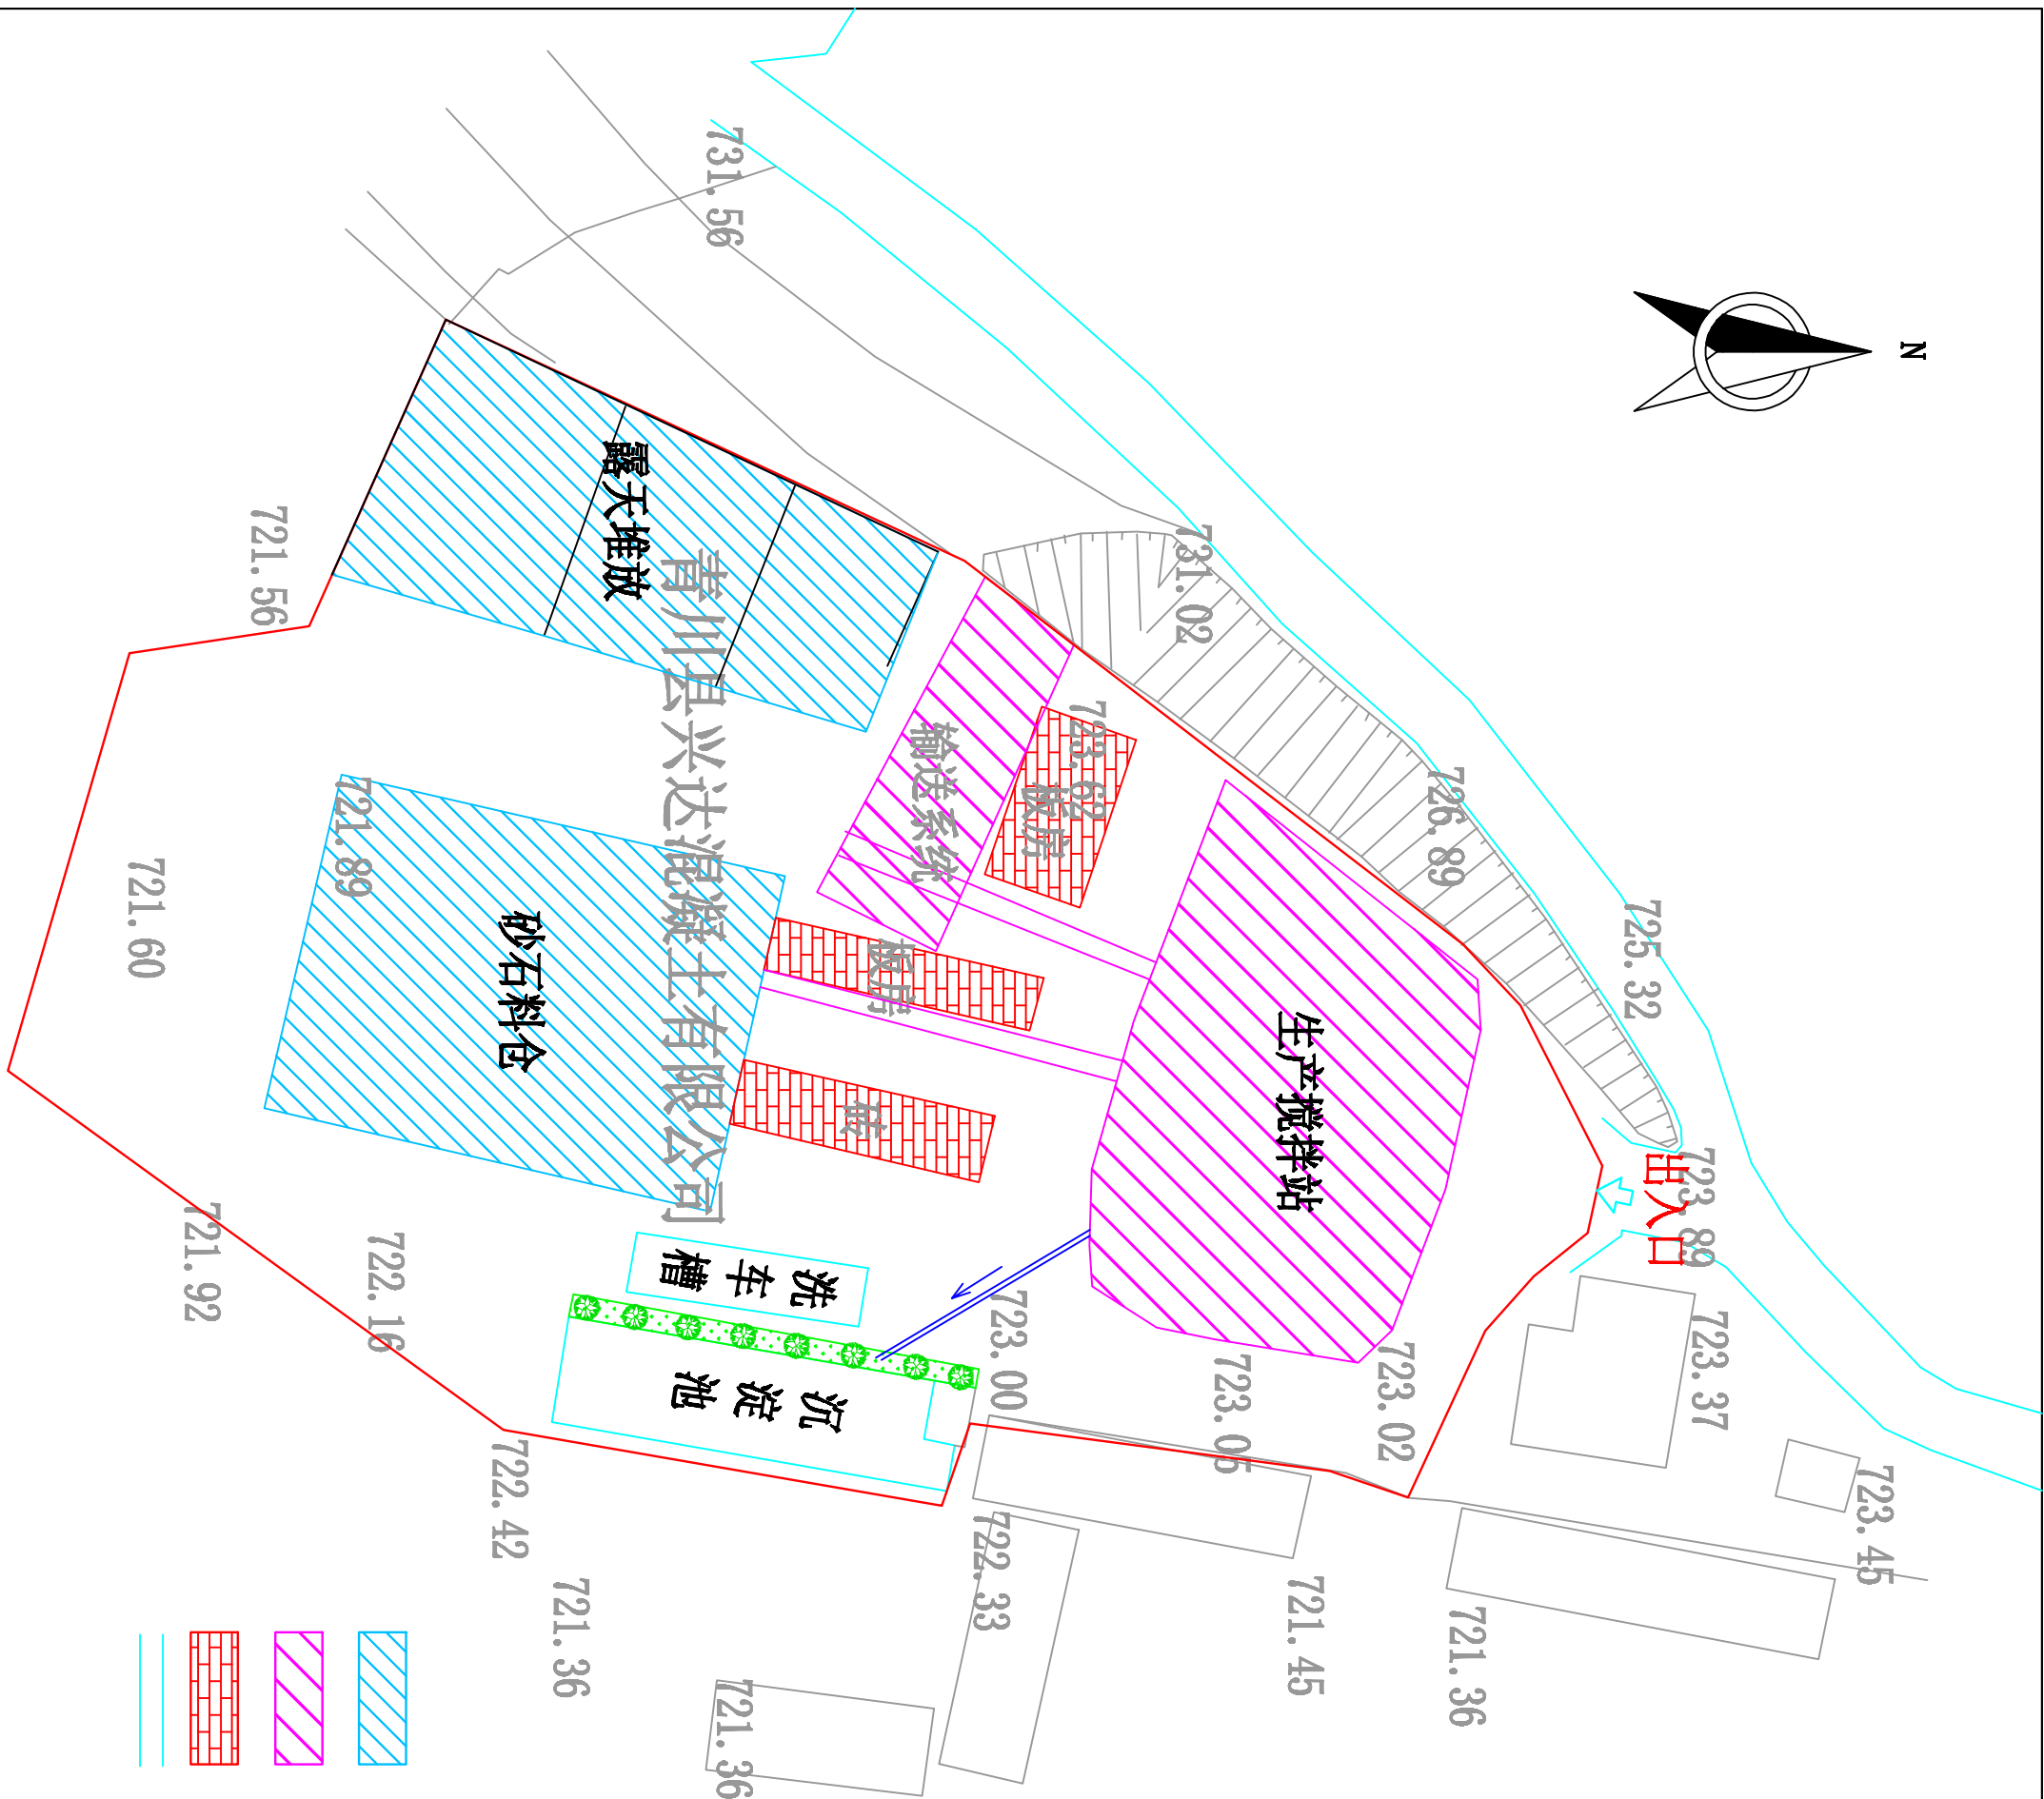 N
731.56
731.02
726.89
725.32
723.89
出入口
723.37
723.45
露天堆放
721.56
青川县兴达混凝土有限公司
输送系统
723.62
板房
板房
砖
生产搅拌站
721.89
砂石料仓
721.60
洗车槽
沉淀池
723.00
723.05
723.02
721.92
722.16
722.42
722.33
721.45
721.36
721.36
721.36